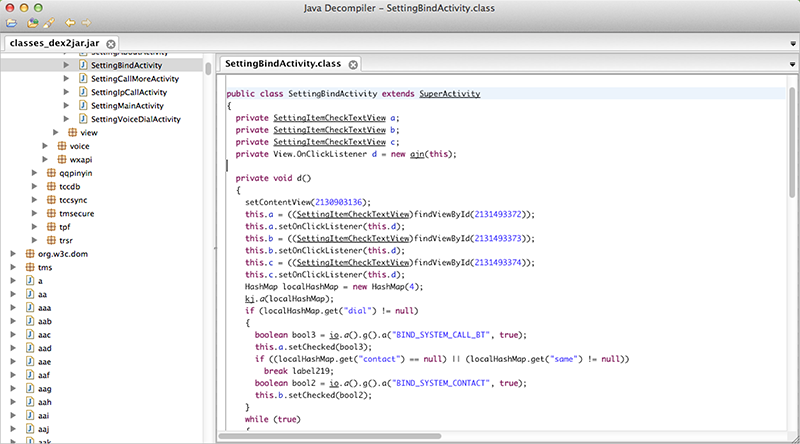 Java Decompiler - SettingBindActivity.class
classes_dex2jar.jar
SettingAboutActivity
SettingBindActivity
SettingCallMoreActivity
SettingIpCallActivity
SettingMainActivity
SettingVoiceDialActivity
view
voice
wxapi
qqpinyin
tccdb
tccsync
tmsecure
tpf
trsr
org.w3c.dom
tms
a
aa
aaa
aab
aac
aad
aae
aaf
aag
aah
aai
aaj
aak
SettingBindActivity.class
public class SettingBindActivity extends SuperActivity
{
private SettingItemCheckTextView a;
private SettingItemCheckTextView b;
private SettingItemCheckTextView c;
private View.OnClickListener d = new ajn(this);
private void d()
{
setContentView(2130903136);
this.a = ((SettingItemCheckTextView)findViewById(2131493372));
this.a.setOnClickListener(this.d);
this.b = ((SettingItemCheckTextView)findViewById(2131493373));
this.b.setOnClickListener(this.d);
this.c = ((SettingItemCheckTextView)findViewById(2131493374));
this.c.setOnClickListener(this.d);
HashMap localHashMap = new HashMap(4);
kj.a(localHashMap);
if (localHashMap.get("dial") != null)
{
boolean bool3 = io.a().g().a("BIND_SYSTEM_CALL_BT", true);
this.a.setChecked(bool3);
if ((localHashMap.get("contact") == null) || (localHashMap.get("same") != null))
break label219;
boolean bool2 = io.a().g().a("BIND_SYSTEM_CONTACT", true);
this.b.setChecked(bool2);
}
while (true)
{